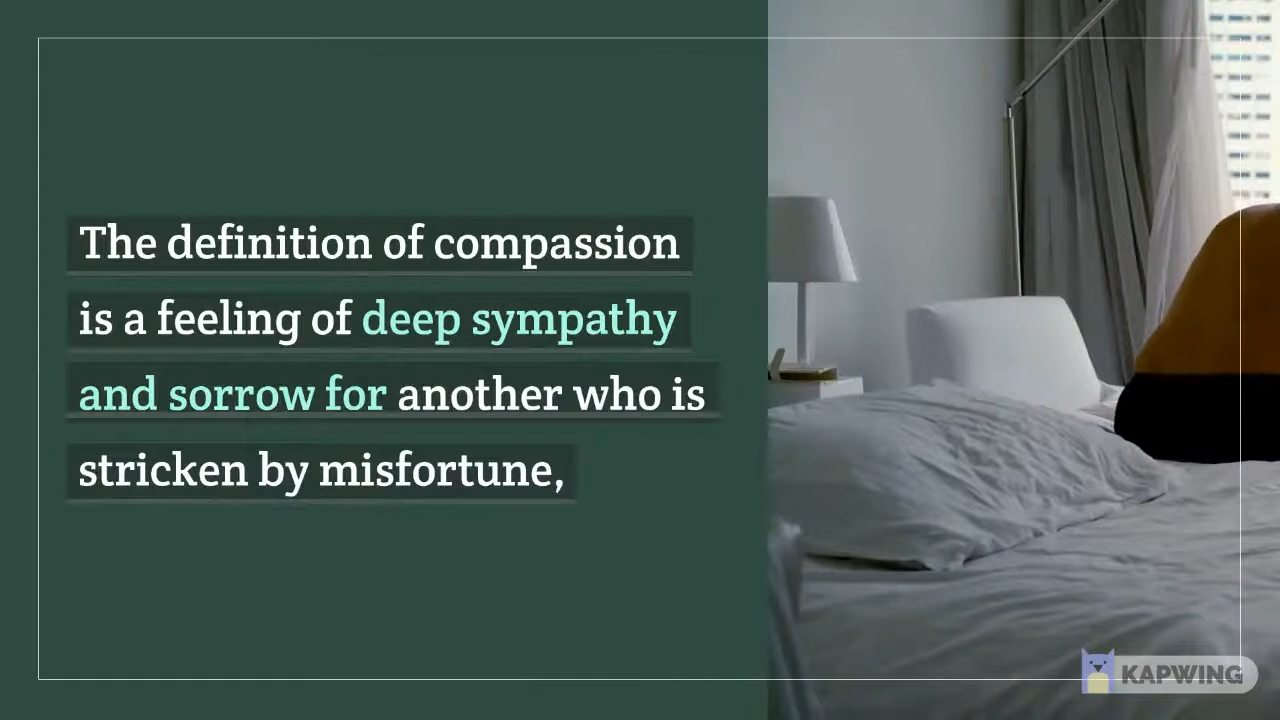 The definition of compassion
is a feeling of deep sympathy
and sorrow for another who is
stricken by misfortune,
KAPWING